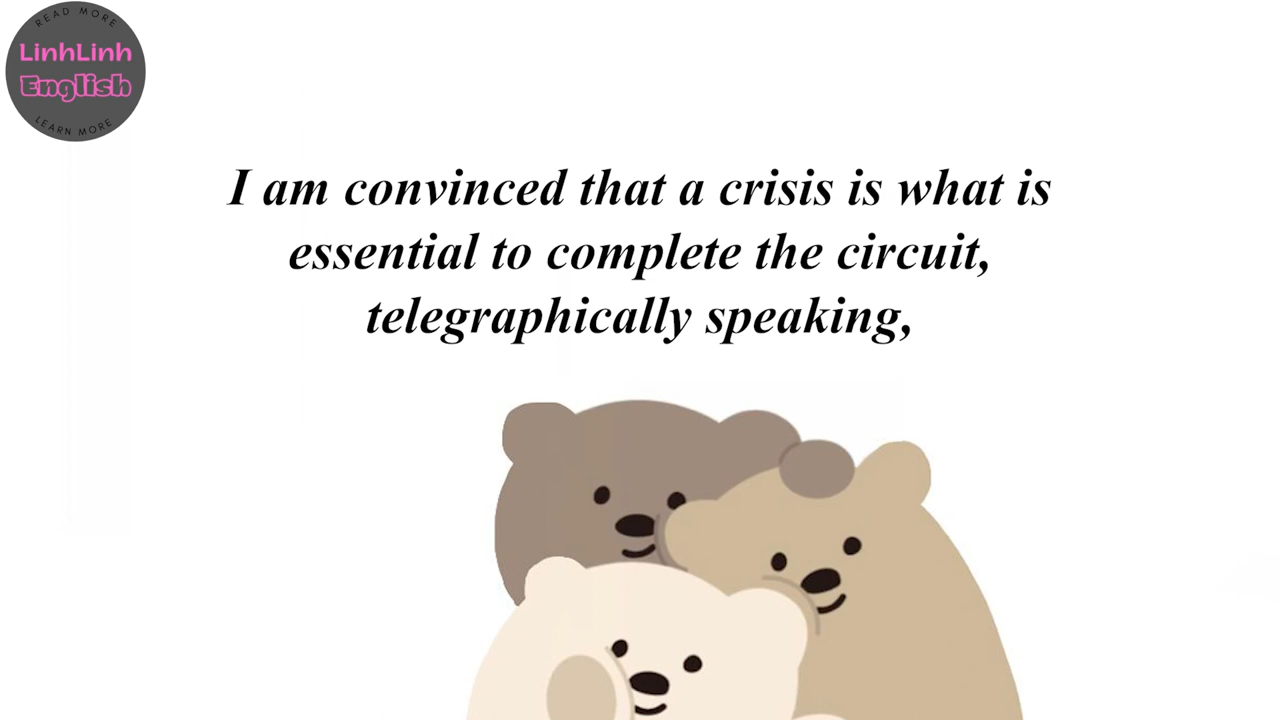 READ MORE
LinhLinh
English
LEARN MORE
I am convinced that a crisis is what is
essential to complete the circuit,
telegraphically speaking,